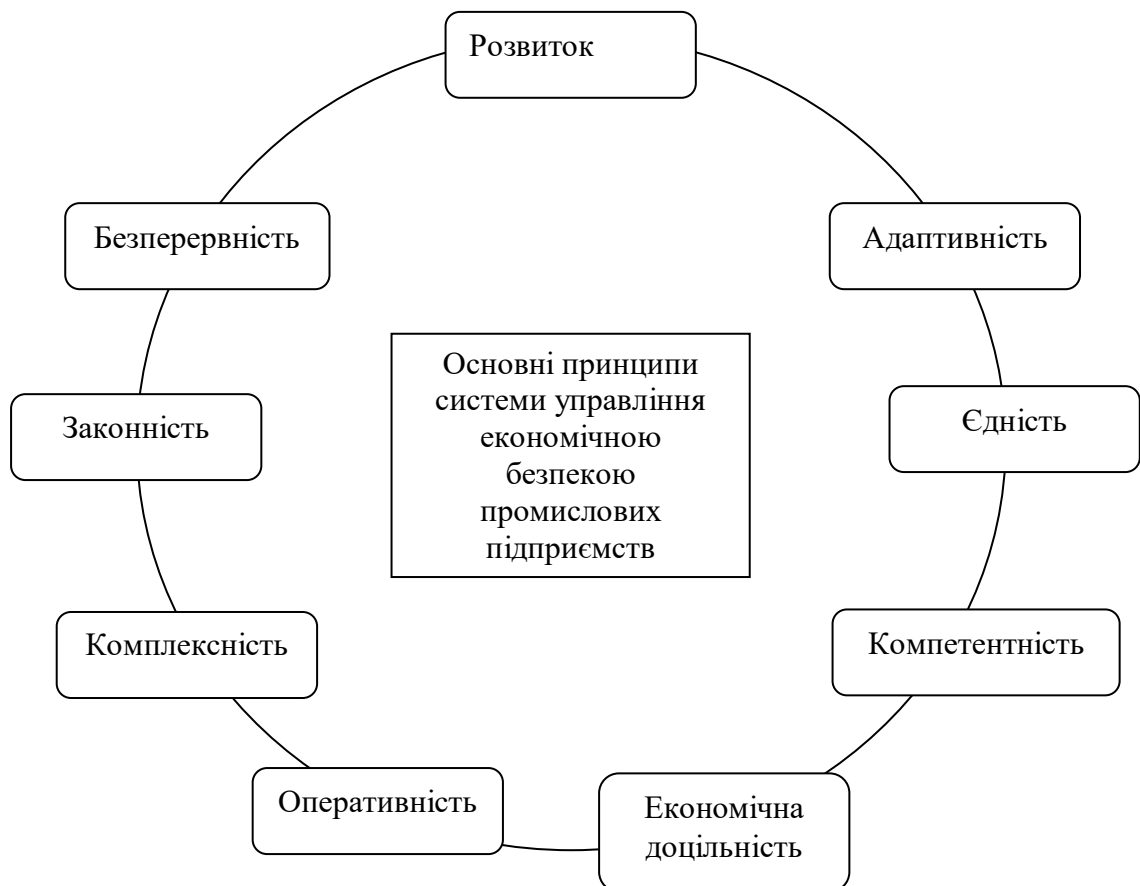 Розвиток
Безперервність
Адаптивність
Основні принципи
системи управління
економічною
безпекою
промислових
підприємств
Законність
Єдність
Комплексність
Компетентність
Оперативність
Економічна
доцільність